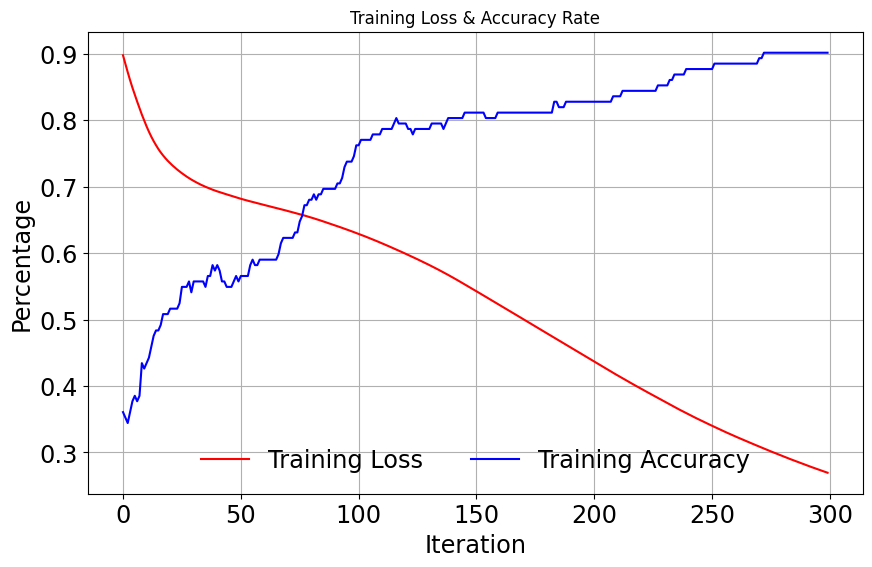 Training Loss & Accuracy Rate
Percentage
0.9
0.8
0.7
0.6
0.5
0.4
0.3
Training Loss
Training Accuracy
0 50 100 150 200 250 300
Iteration